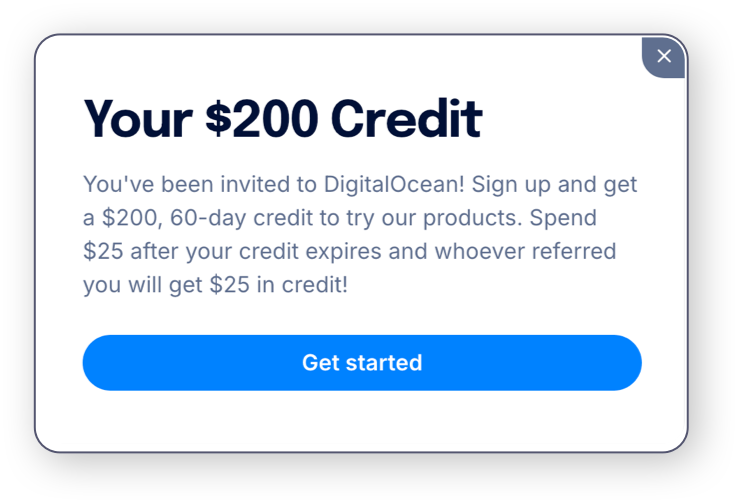 Your $200 Credit
You've been invited to DigitalOcean! Sign up and get
a $200, 60-day credit to try our products. Spend
$25 after your credit expires and whoever referred
you will get $25 in credit!
Get started